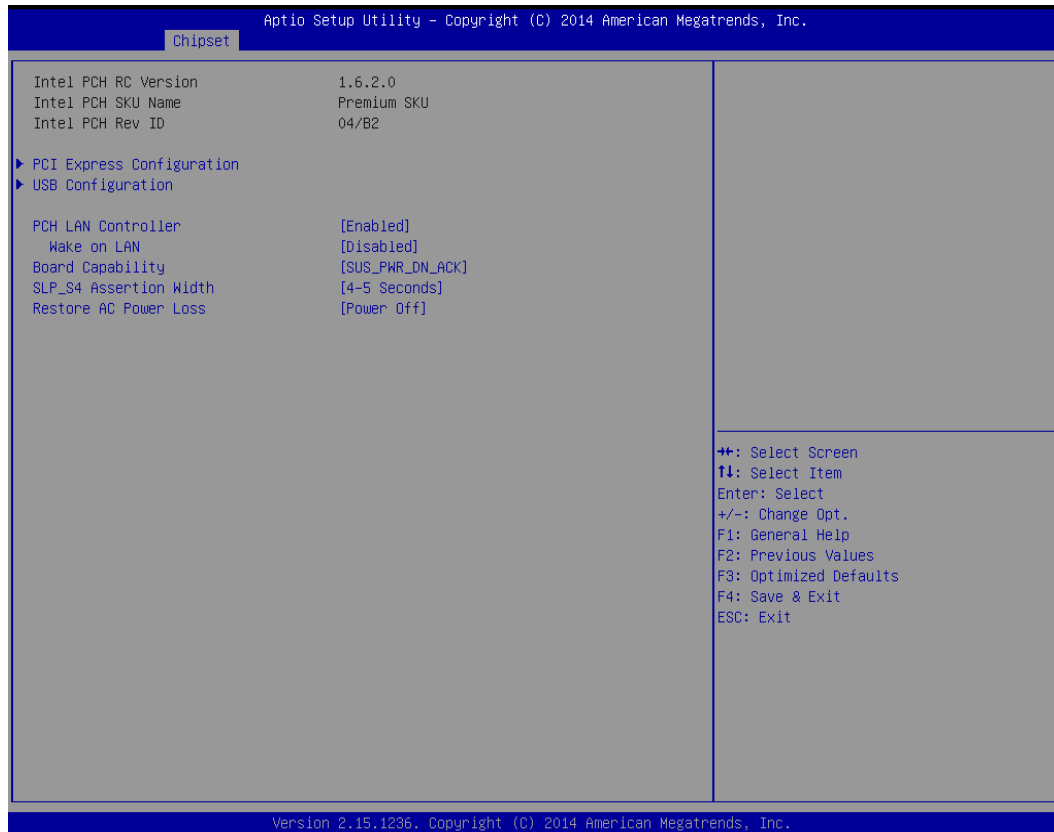 Aptio Setup Utility – Copyright (C) 2014 American Megatrends, Inc.
Chipset
Intel PCH RC Version 1.6.2.0
Intel PCH SKU Name Premium SKU
Intel PCH Rev ID 04/B2
▶ PCI Express Configuration
▶ USB Configuration
PCH LAN Controller [Enabled]
Wake on LAN [Disabled]
Board Capability [SUS_PWR_DN_ACK]
SLP_S4 Assertion Width [4-5 Seconds]
Restore AC Power Loss [Power Off]
→←: Select Screen
↑↓: Select Item
Enter: Select
+/-: Change Opt.
F1: General Help
F2: Previous Values
F3: Optimized Defaults
F4: Save & Exit
ESC: Exit
Version 2.15.1236. Copyright (C) 2014 American Megatrends, Inc.